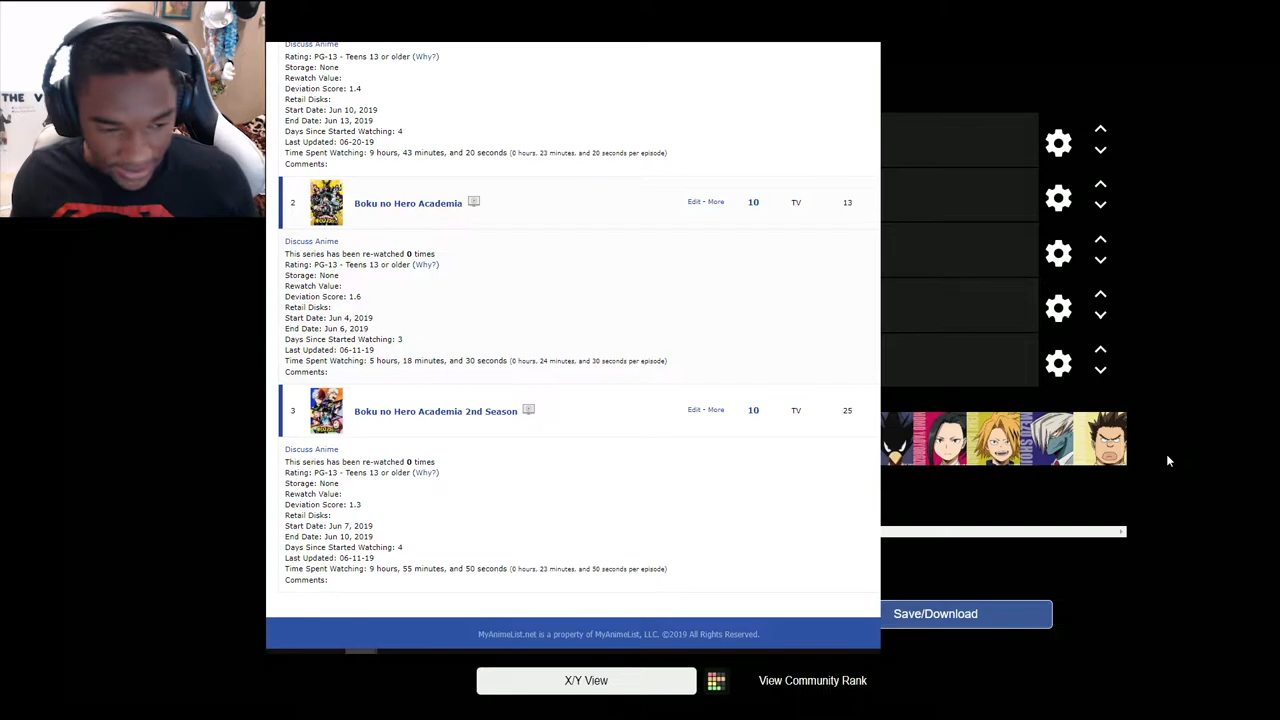 Discuss Anime
Rating: PG-13 - Teens 13 or older (Why?)
Storage: None
Rewatch Value:
Deviation Score: 1.4
Retail Disks:
Start Date: Jun 10, 2019
End Date: Jun 13, 2019
Days Since Started Watching: 4
Last Updated: 06-20-19
Time Spent Watching: 9 hours, 43 minutes, and 20 seconds (0 hours, 23 minutes, and 20 seconds per episode)
Comments:
2 Boku no Hero Academia Edit - More 10 TV 13
Discuss Anime
This series has been re-watched 0 times
Rating: PG-13 - Teens 13 or older (Why?)
Storage: None
Rewatch Value:
Deviation Score: 1.6
Retail Disks:
Start Date: Jun 4, 2019
End Date: Jun 6, 2019
Days Since Started Watching: 3
Last Updated: 06-11-19
Time Spent Watching: 5 hours, 18 minutes, and 30 seconds (0 hours, 24 minutes, and 30 seconds per episode)
Comments:
3 Boku no Hero Academia 2nd Season Edit - More 10 TV 25
Discuss Anime
This series has been re-watched 0 times
Rating: PG-13 - Teens 13 or older (Why?)
Storage: None
Rewatch Value:
Deviation Score: 1.3
Retail Disks:
Start Date: Jun 7, 2019
End Date: Jun 10, 2019
Days Since Started Watching: 4
Last Updated: 06-11-19
Time Spent Watching: 9 hours, 55 minutes, and 50 seconds (0 hours, 23 minutes, and 50 seconds per episode)
Comments:
MyAnimeList.net is a property of MyAnimeList, LLC. ©2019 All Rights Reserved.
Save/Download
X/Y View
View Community Rank
THE V